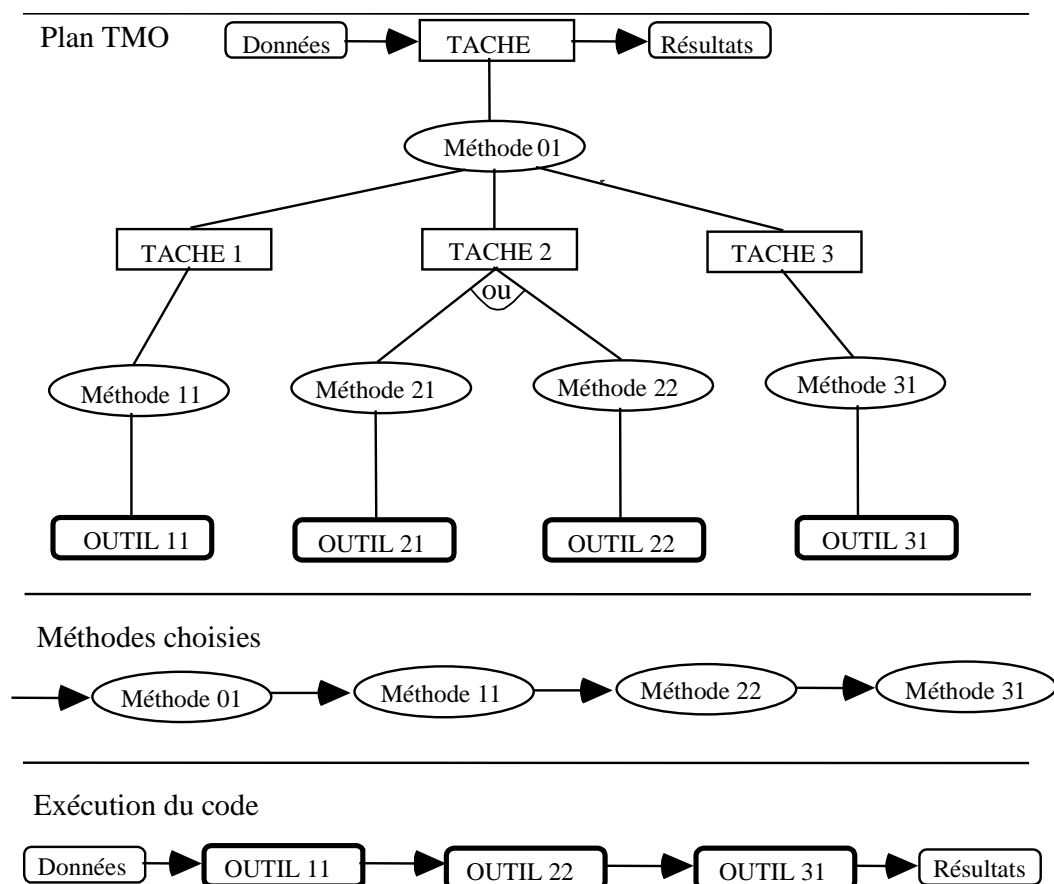 Plan TMO
Données TACHE Résultats
Méthode 01
TACHE 1 TACHE 2 TACHE 3
ou
Méthode 11 Méthode 21 Méthode 22 Méthode 31
OUTIL 11 OUTIL 21 OUTIL 22 OUTIL 31
Méthodes choisies
Méthode 01 Méthode 11 Méthode 22 Méthode 31
Exécution du code
Données OUTIL 11 OUTIL 22 OUTIL 31 Résultats